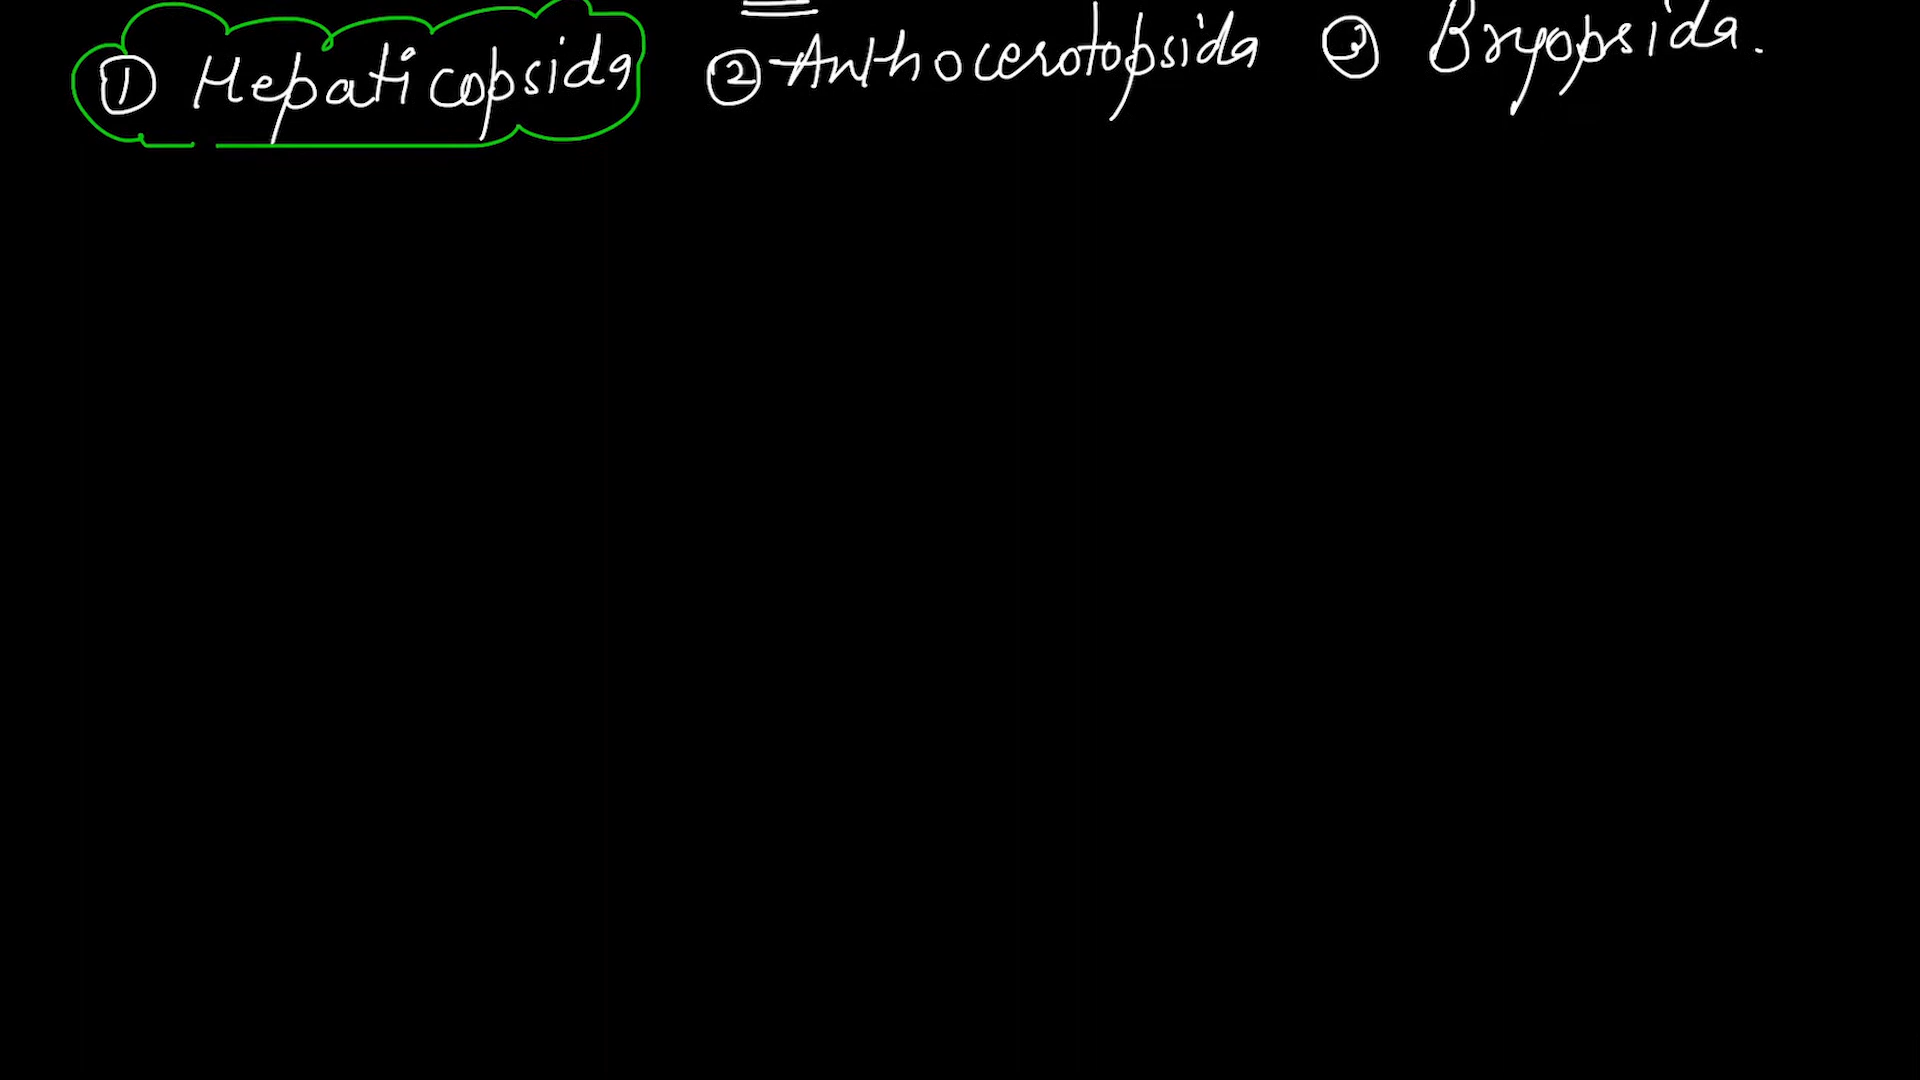 ① Hepaticopsida ② Anthocerotopsida ③ Bryopsida.